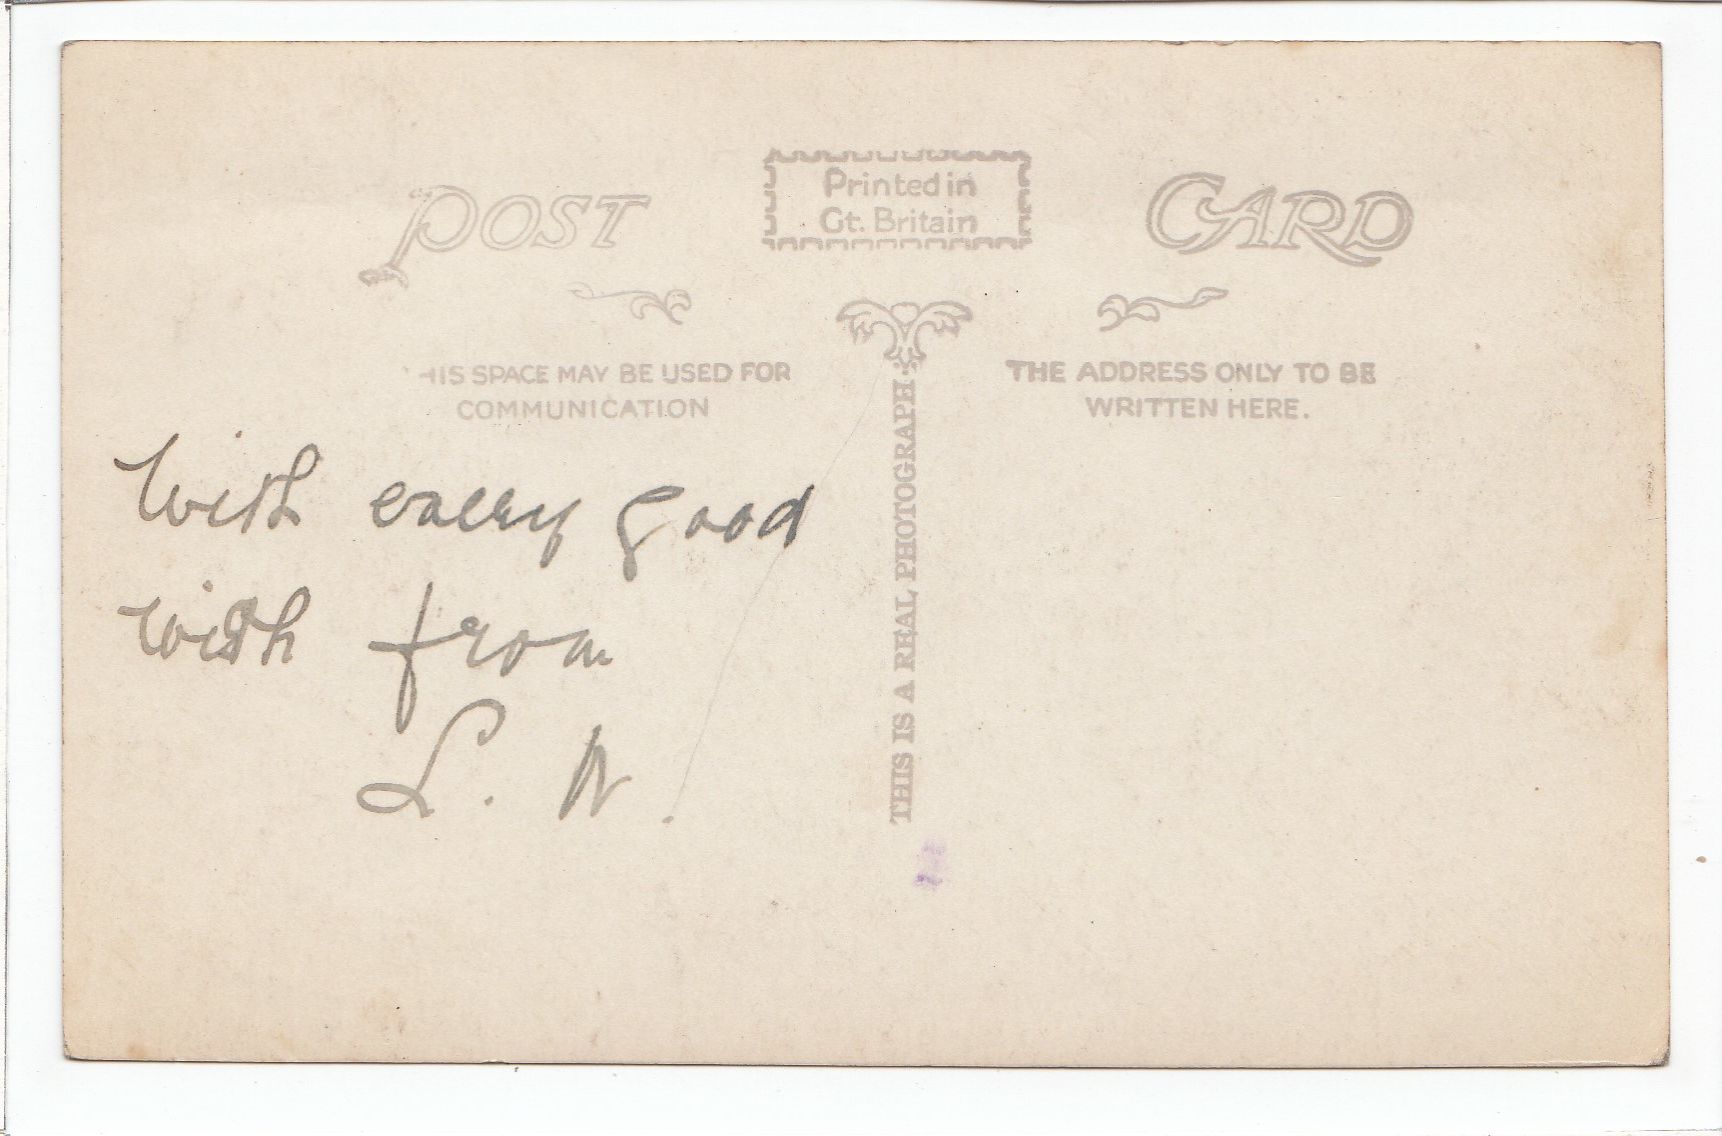 POST
Printed in
Gt. Britain
CARD
HIS SPACE MAY BE USED FOR
COMMUNICATION
THE ADDRESS ONLY TO BE
WRITTEN HERE.
THIS IS A REAL PHOTOGRAPH
With every good
wish from
L. N.